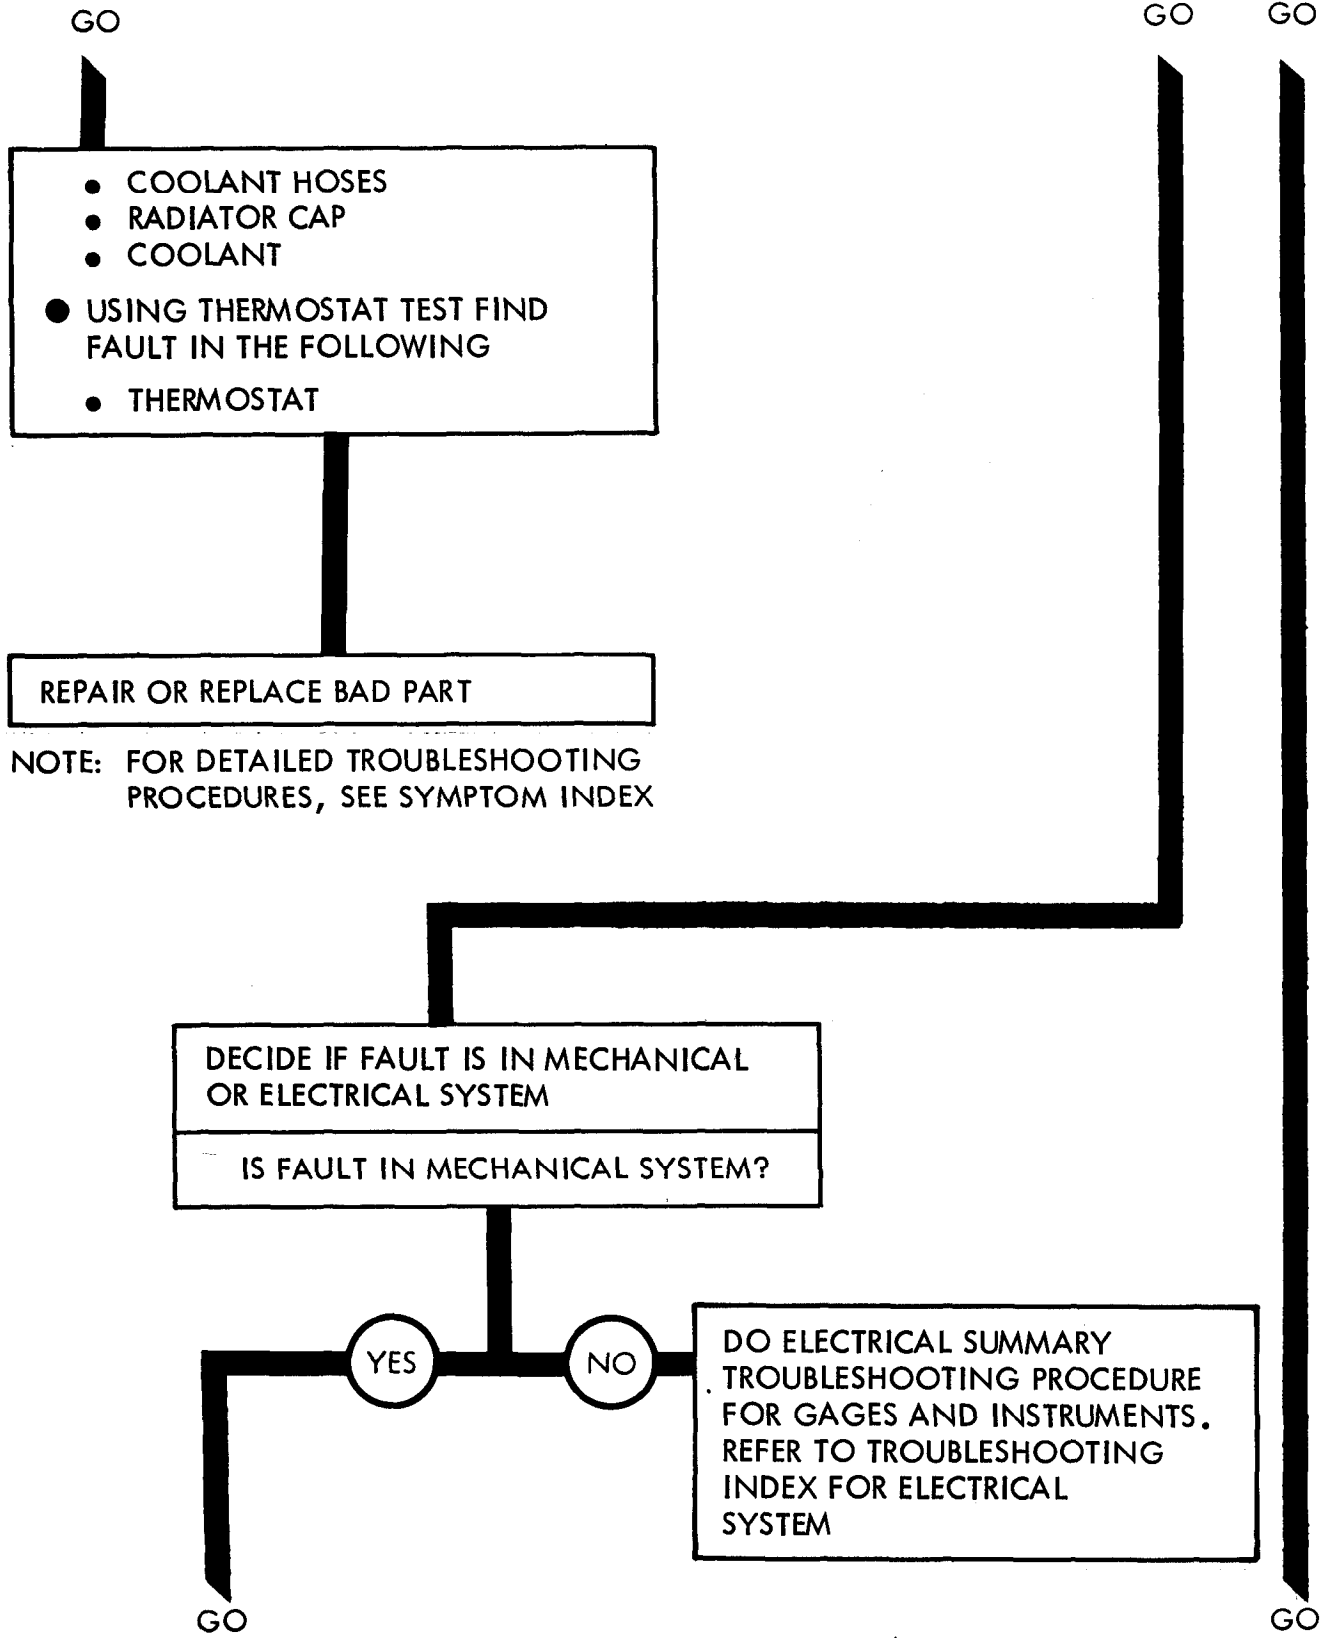 GO
GO
GO
• COOLANT HOSES
• RADIATOR CAP
• COOLANT
● USING THERMOSTAT TEST FIND
FAULT IN THE FOLLOWING
• THERMOSTAT
REPAIR OR REPLACE BAD PART
NOTE: FOR DETAILED TROUBLESHOOTING
PROCEDURES, SEE SYMPTOM INDEX
DECIDE IF FAULT IS IN MECHANICAL
OR ELECTRICAL SYSTEM
IS FAULT IN MECHANICAL SYSTEM?
YES
NO
DO ELECTRICAL SUMMARY
TROUBLESHOOTING PROCEDURE
FOR GAGES AND INSTRUMENTS.
REFER TO TROUBLESHOOTING
INDEX FOR ELECTRICAL
SYSTEM
GO
GO